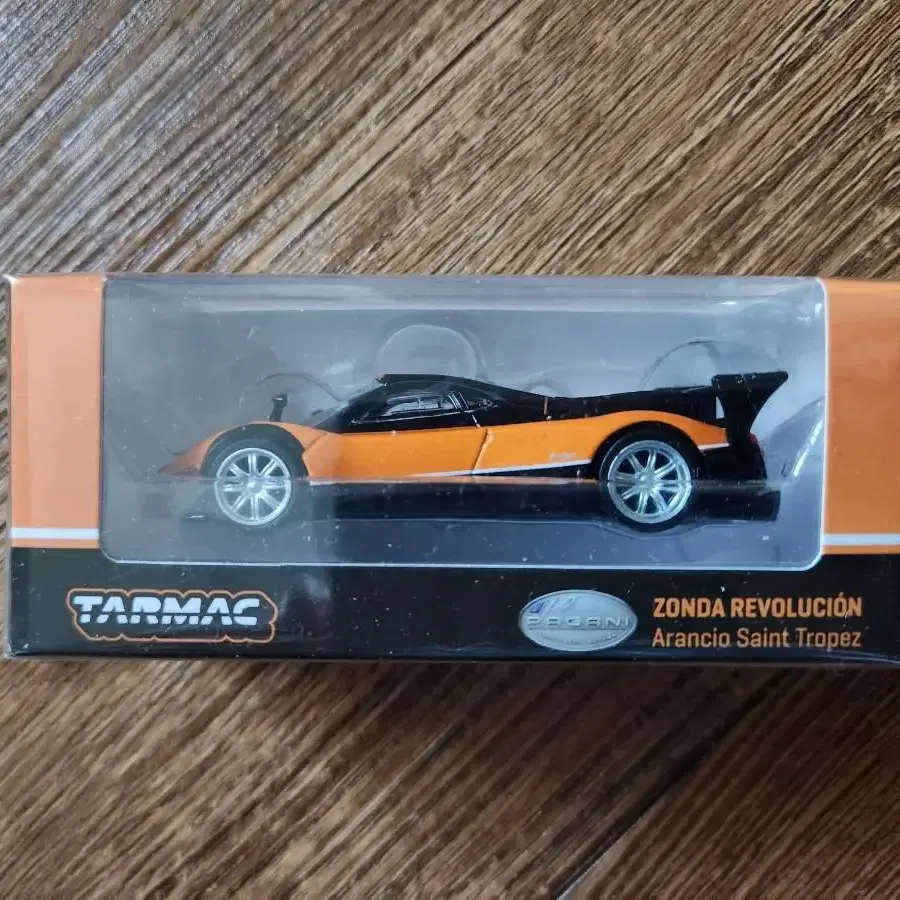 TARMAC
PAGANI
ZONDA REVOLUCIÓN
Arancio Saint Tropez